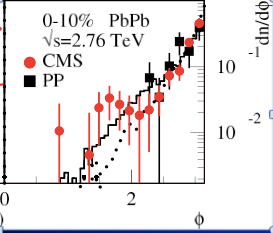 0-10% PbPb
√s=2.76 TeV
CMS
PP
dn/dϕ
10 -1
10 -2
0 2 ϕ